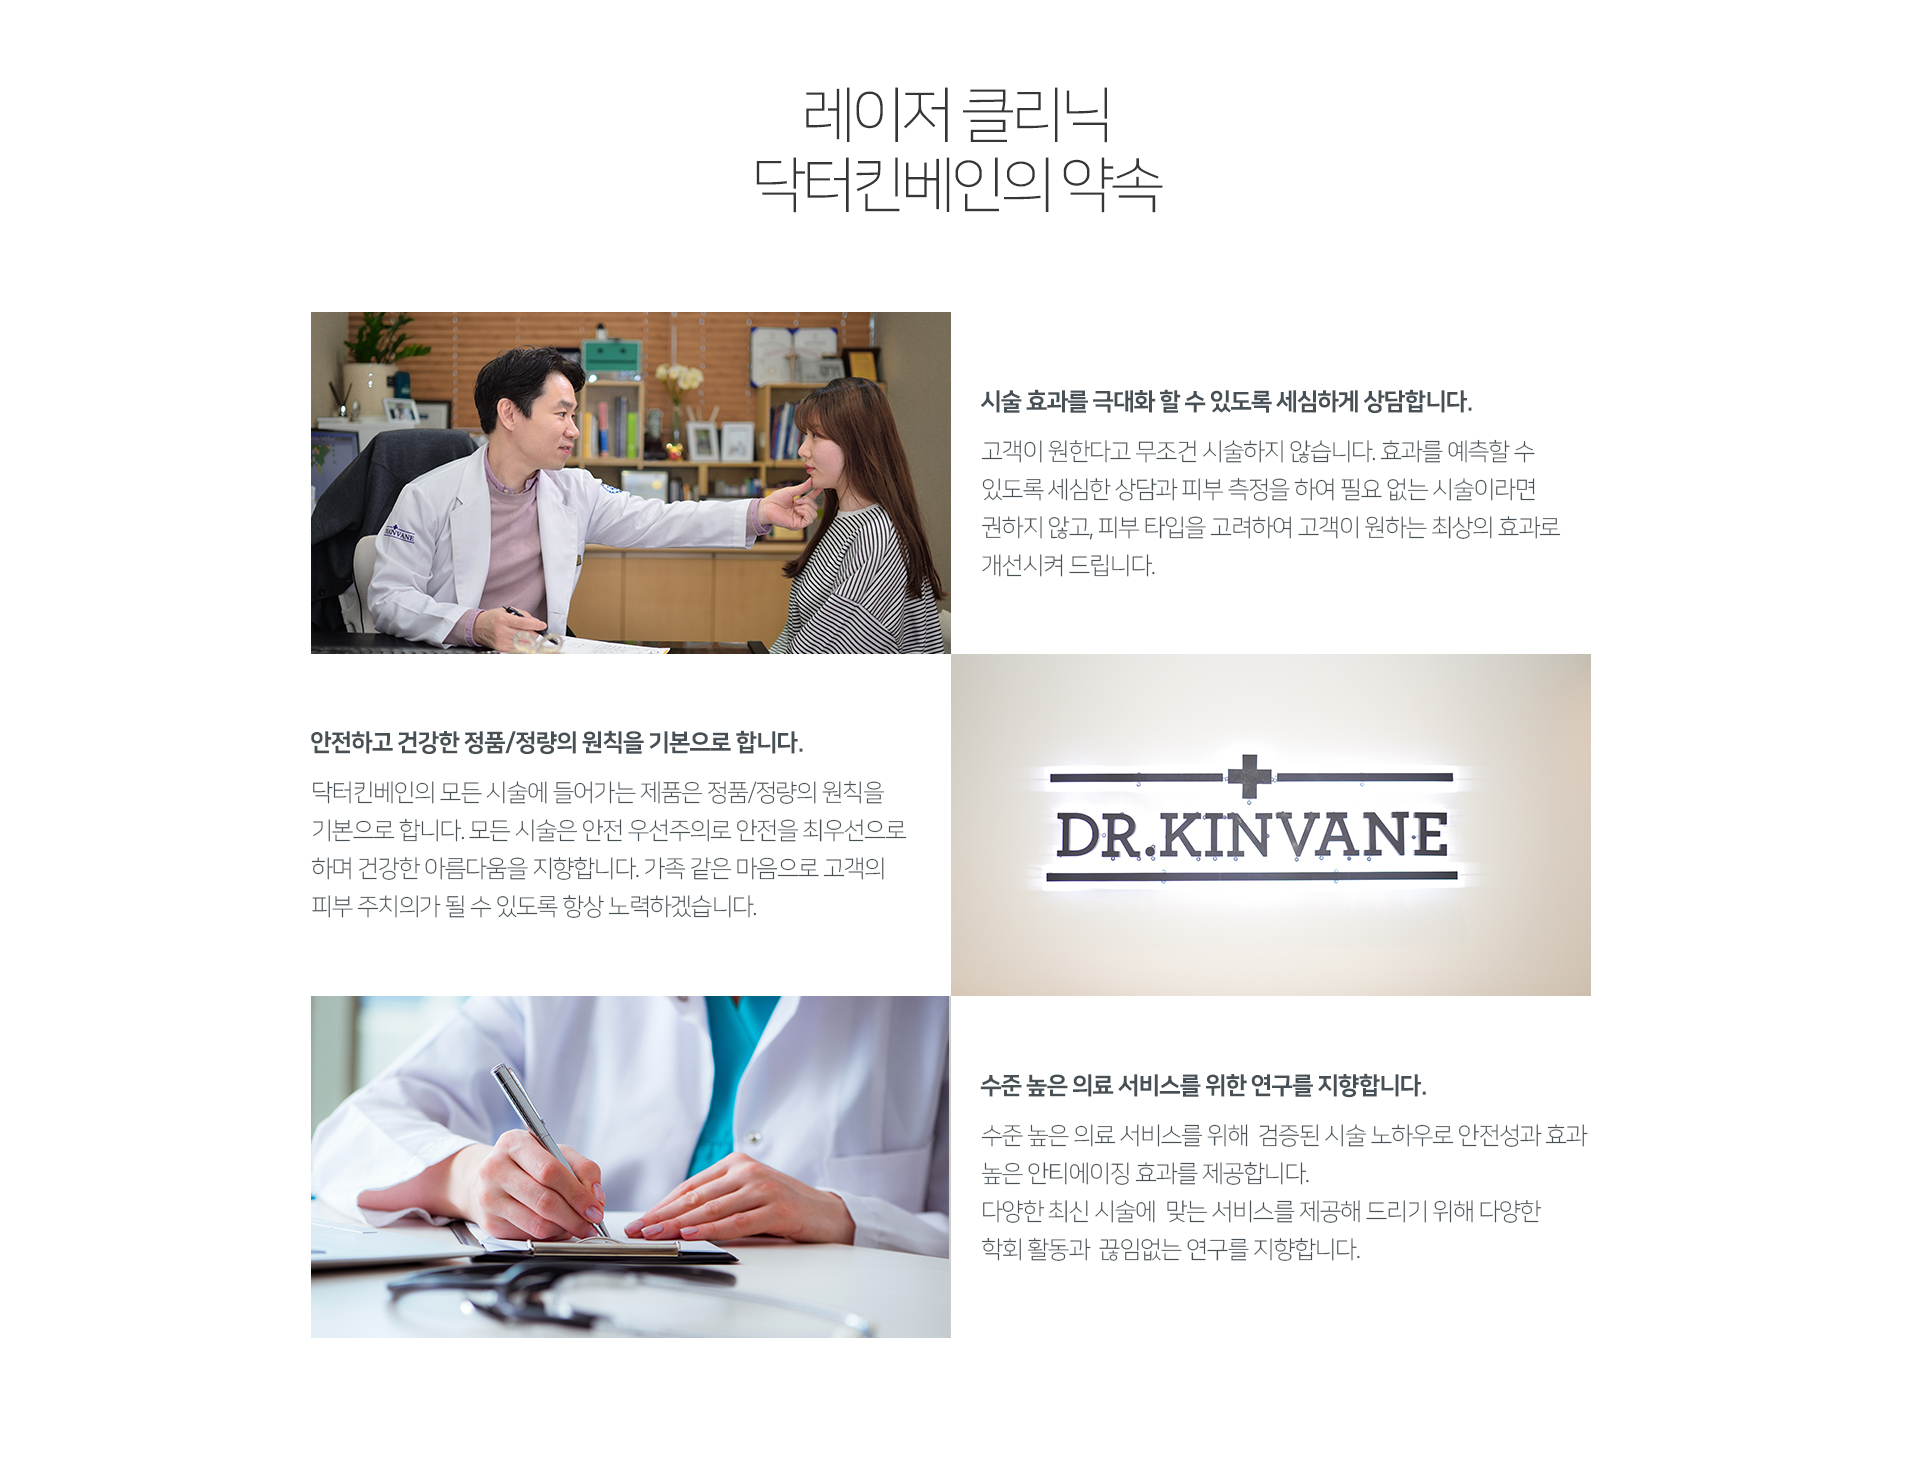 레이저 클리닉
닥터킨베인의 약속
시술 효과를 극대화 할 수 있도록 세심하게 상담합니다.
고객이 원한다고 무조건 시술하지 않습니다. 효과를 예측할 수
있도록 세심한 상담과 피부 측정을 하여 필요 없는 시술이라면
권하지 않고, 피부 타입을 고려하여 고객이 원하는 최상의 효과로
개선시켜 드립니다.
KINVANE
안전하고 건강한 정품/정량의 원칙을 기본으로 합니다.
닥터킨베인의 모든 시술에 들어가는 제품은 정품/정량의 원칙을
기본으로 합니다. 모든 시술은 안전 우선주의로 안전을 최우선으로
하며 건강한 아름다움을 지향합니다. 가족 같은 마음으로 고객의
피부 주치의가 될 수 있도록 항상 노력하겠습니다.
DR.KINVANE
수준 높은 의료 서비스를 위한 연구를 지향합니다.
수준 높은 의료 서비스를 위해 검증된 시술 노하우로 안전성과 효과
높은 안티에이징 효과를 제공합니다.
다양한 최신 시술에 맞는 서비스를 제공해 드리기 위해 다양한
학회 활동과 끊임없는 연구를 지향합니다.